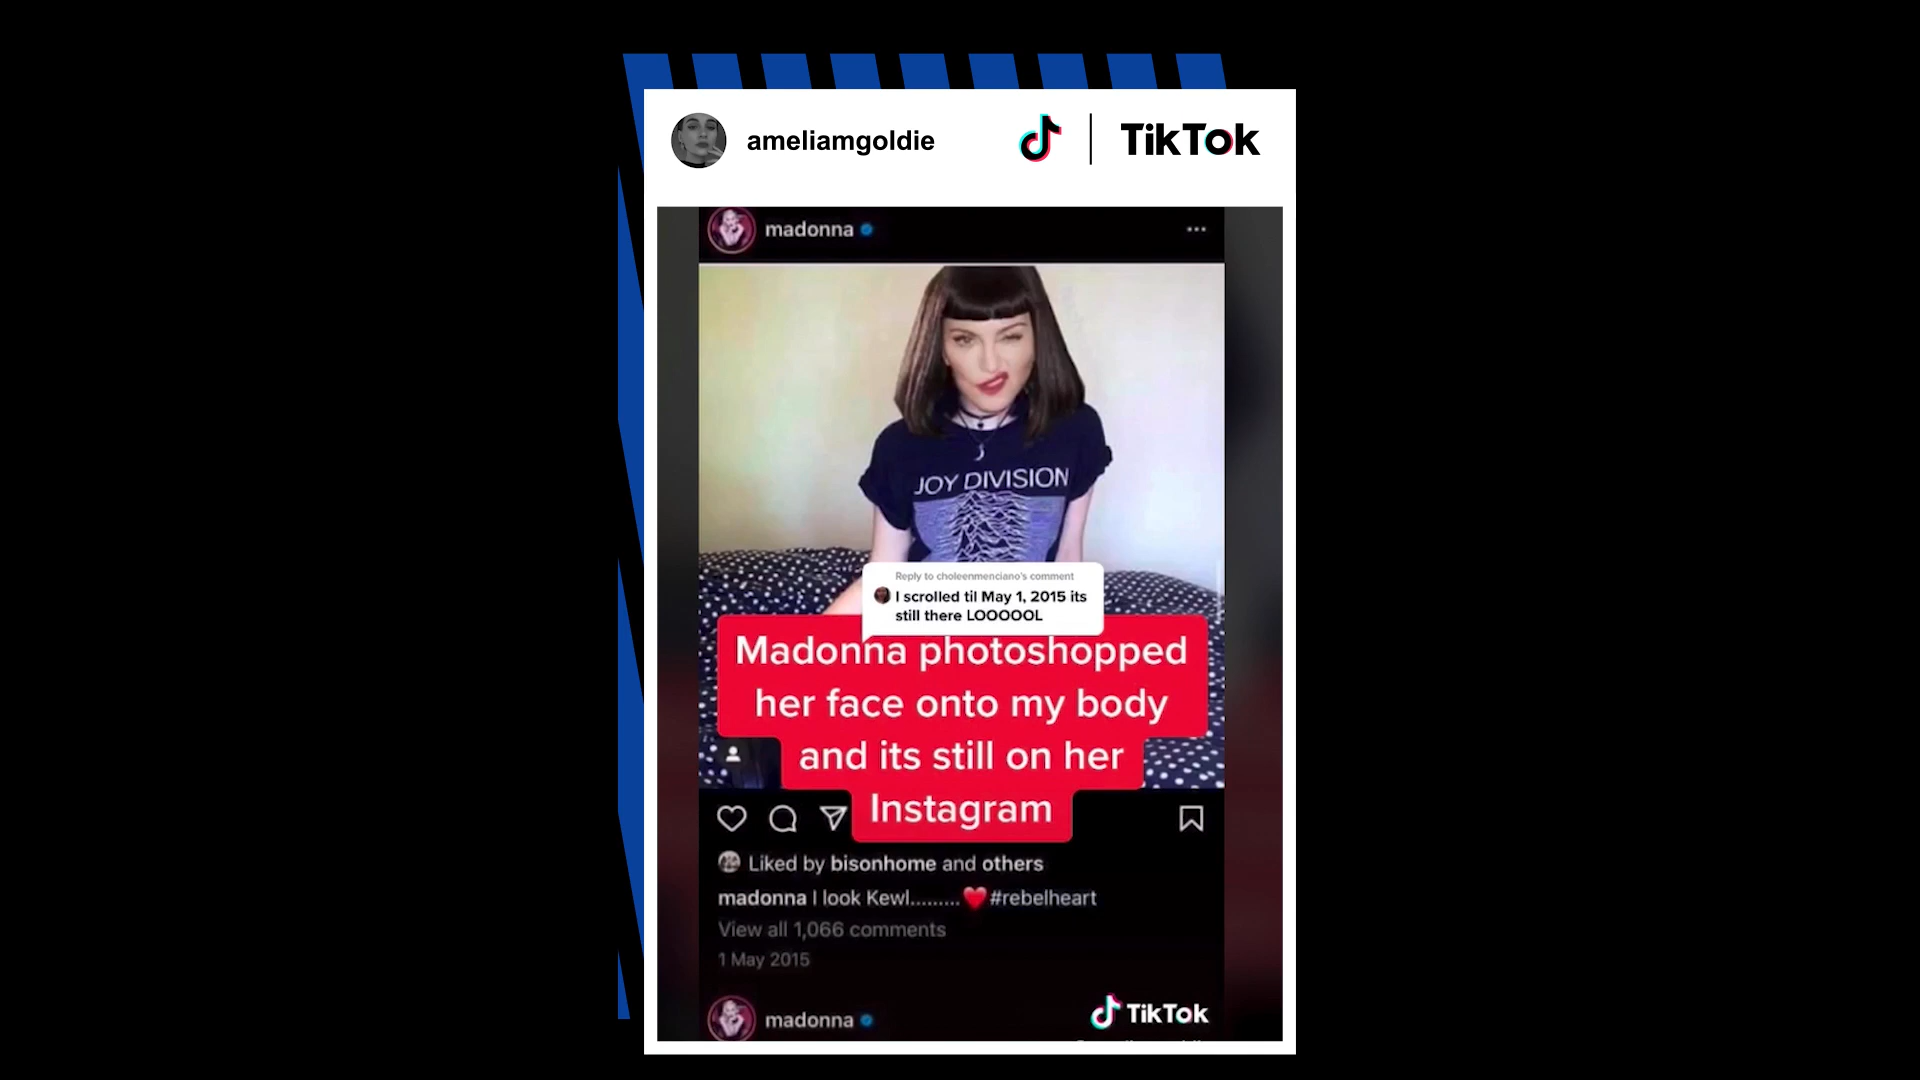 ameliamgoldie
TikTok
madonna
JOY DIVISION
Reply to choleenmenciano's comment
I scrolled til May 1, 2015 its
still there LOOOOOL
Madonna photoshopped
her face onto my body
and its still on her
Instagram
Liked by bisonhome and others
madonna I look Kewl......... ❤️ #rebelheart
View all 1,066 comments
1 May 2015
madonna
TikTok